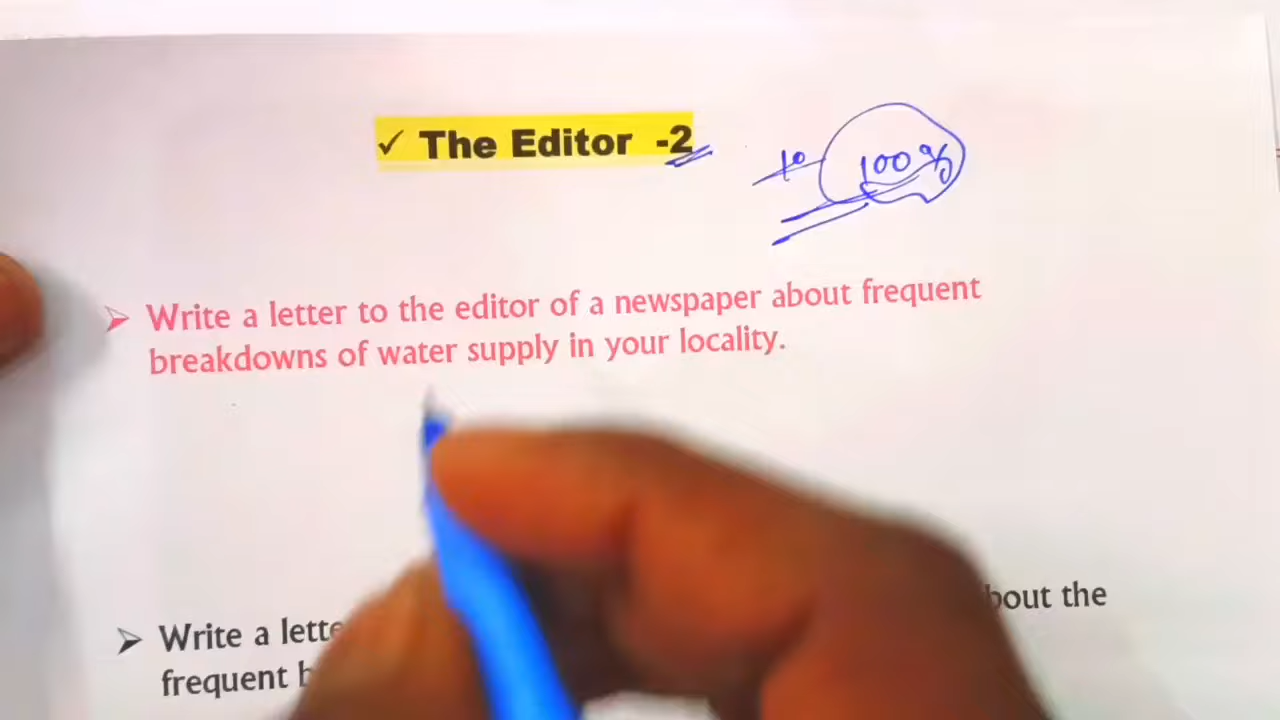 ✓ The Editor -2
10 100%
➢ Write a letter to the editor of a newspaper about frequent
breakdowns of water supply in your locality.
➢ Write a bout the
frequent